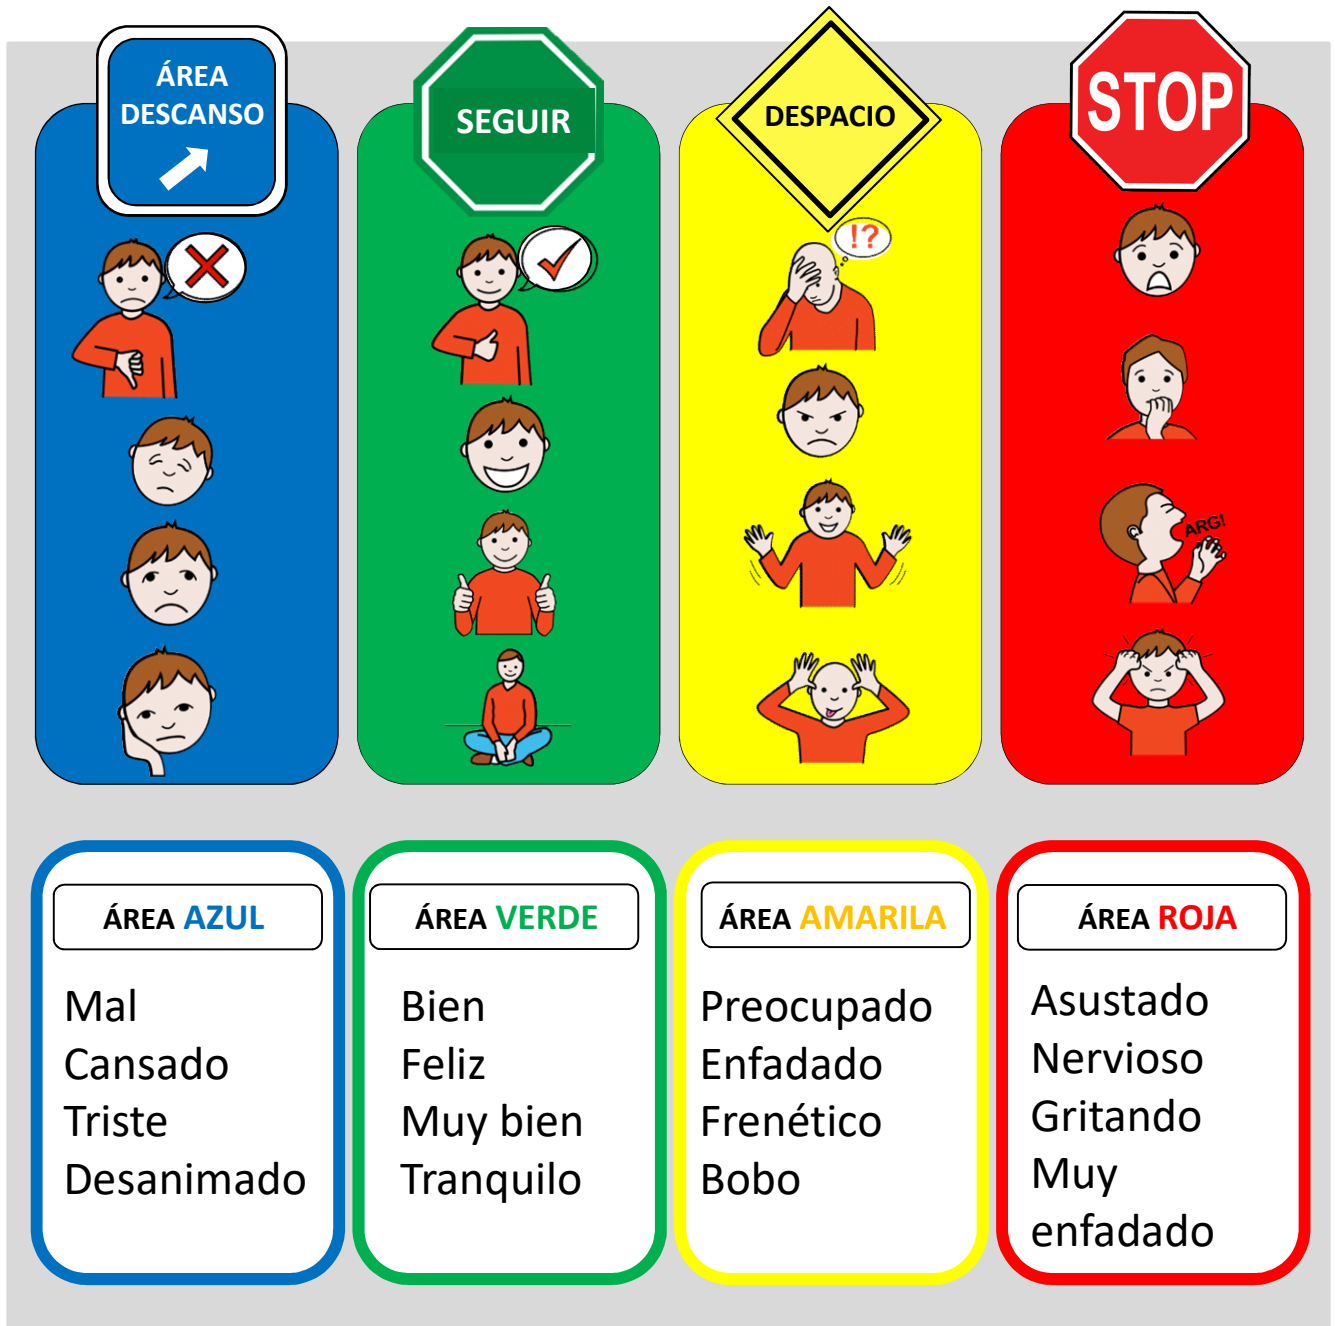 ÁREA
DESCANSO
SEGUIR
DESPACIO
STOP
!?
ARG!
ÁREA AZUL
Mal
Cansado
Triste
Desanimado
ÁREA VERDE
Bien
Feliz
Muy bien
Tranquilo
ÁREA AMARILA
Preocupado
Enfadado
Frenético
Bobo
ÁREA ROJA
Asustado
Nervioso
Gritando
Muy
enfadado